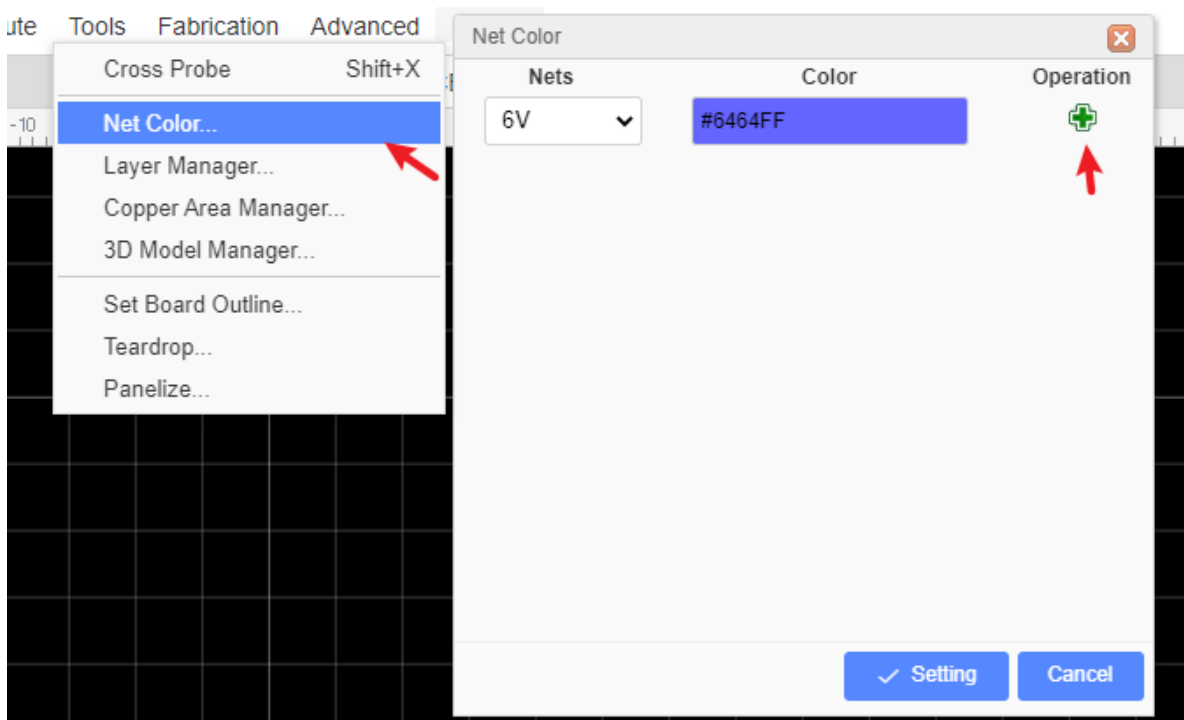 Tools Fabrication Advanced
Cross Probe Shift+X
Net Color...
Layer Manager...
Copper Area Manager...
3D Model Manager...
Set Board Outline...
Teardrop...
Panelize...
-10
Net Color
Nets Color Operation
6V #6464FF
Setting Cancel